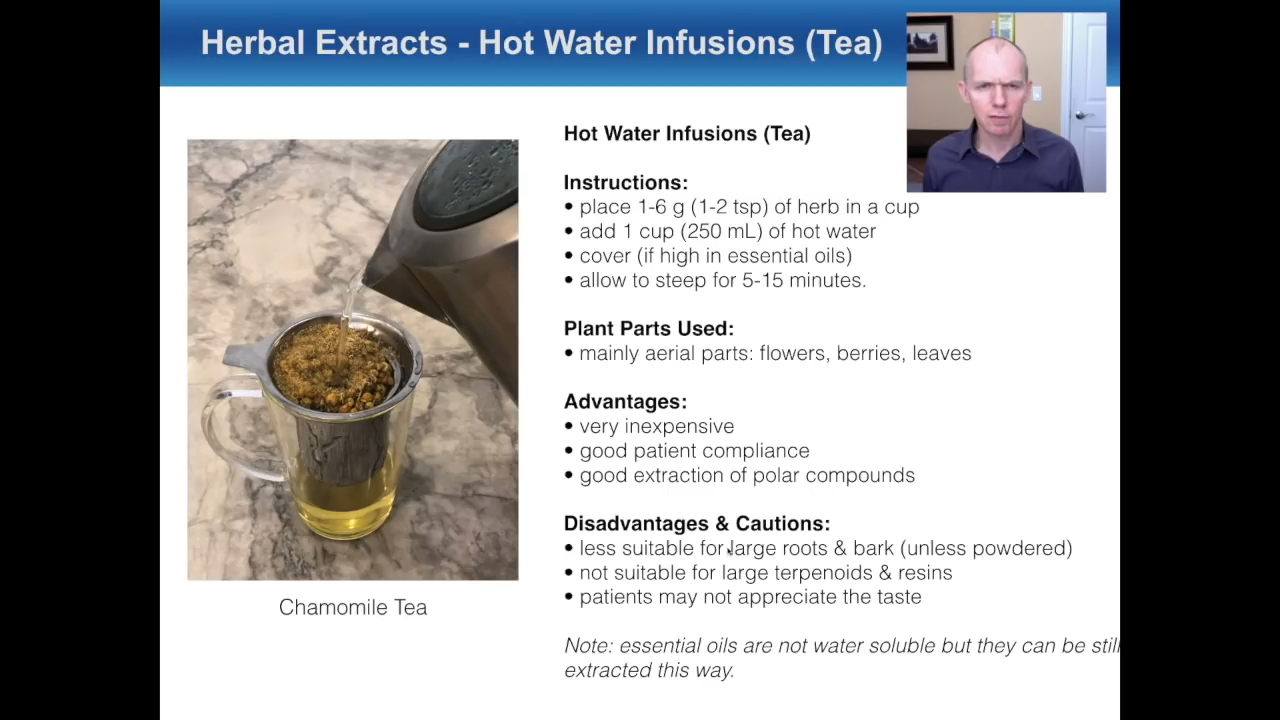 Herbal Extracts - Hot Water Infusions (Tea)
Hot Water Infusions (Tea)
Instructions:
• place 1-6 g (1-2 tsp) of herb in a cup
• add 1 cup (250 mL) of hot water
• cover (if high in essential oils)
• allow to steep for 5-15 minutes.
Plant Parts Used:
• mainly aerial parts: flowers, berries, leaves
Advantages:
• very inexpensive
• good patient compliance
• good extraction of polar compounds
Disadvantages & Cautions:
• less suitable for large roots & bark (unless powdered)
• not suitable for large terpenoids & resins
• patients may not appreciate the taste
Note: essential oils are not water soluble but they can be still
extracted this way.
Chamomile Tea